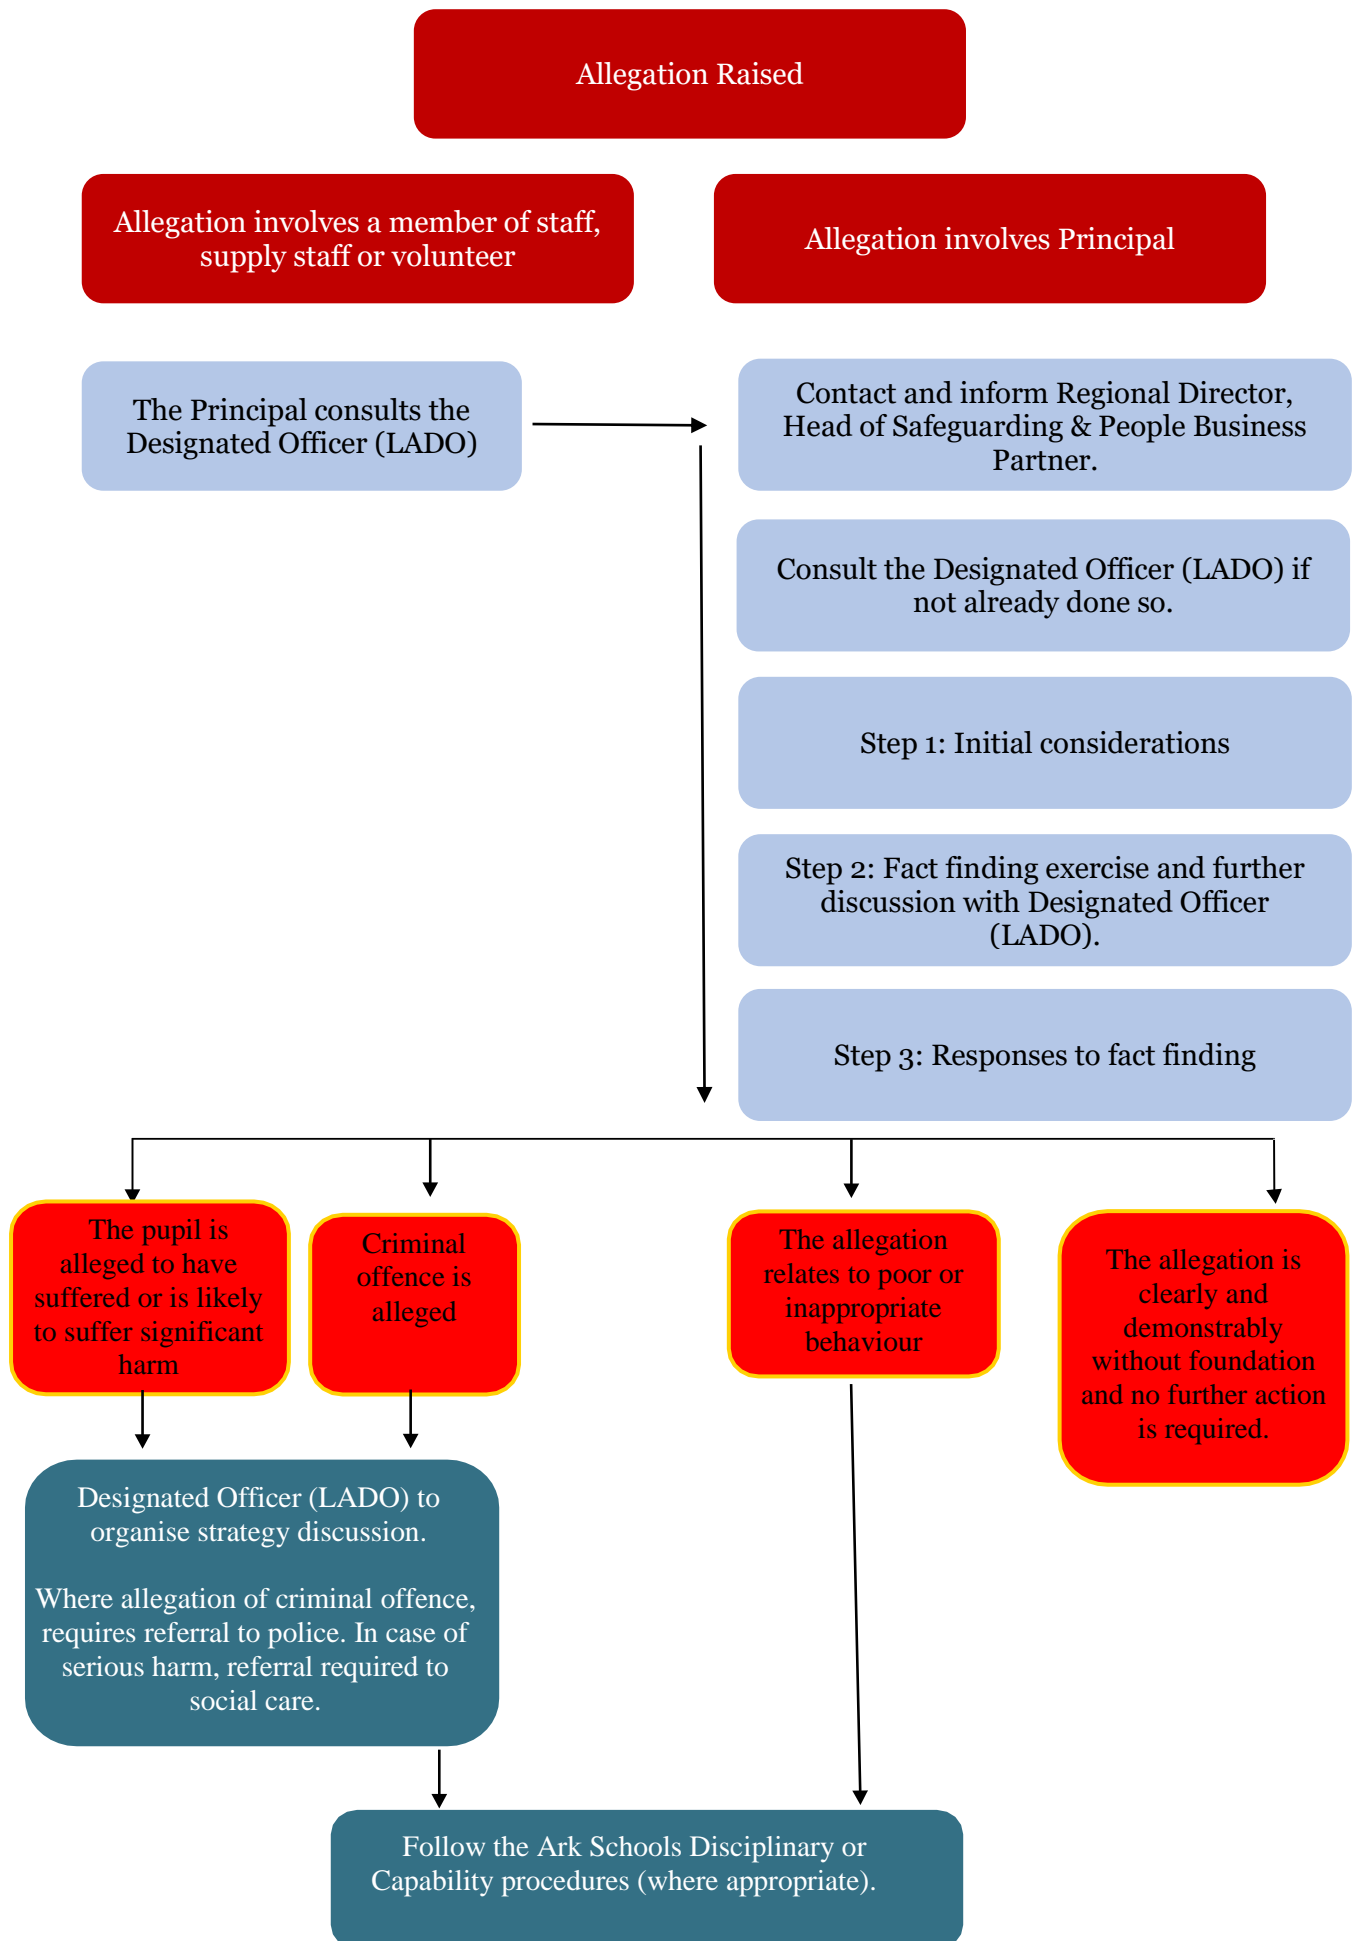 Allegation Raised
Allegation involves a member of staff,
supply staff or volunteer
Allegation involves Principal
The Principal consults the
Designated Officer (LADO)
Contact and inform Regional Director,
Head of Safeguarding & People Business
Partner.
Consult the Designated Officer (LADO) if
not already done so.
Step 1: Initial considerations
Step 2: Fact finding exercise and further
discussion with Designated Officer
(LADO).
Step 3: Responses to fact finding
The pupil is
alleged to have
suffered or is likely
to suffer significant
harm
Criminal
offence is
alleged
The allegation
relates to poor or
inappropriate
behaviour
The allegation is
clearly and
demonstrably
without foundation
and no further action
is required.
Designated Officer (LADO) to
organise strategy discussion.
Where allegation of criminal offence,
requires referral to police. In case of
serious harm, referral required to
social care.
Follow the Ark Schools Disciplinary or
Capability procedures (where appropriate).